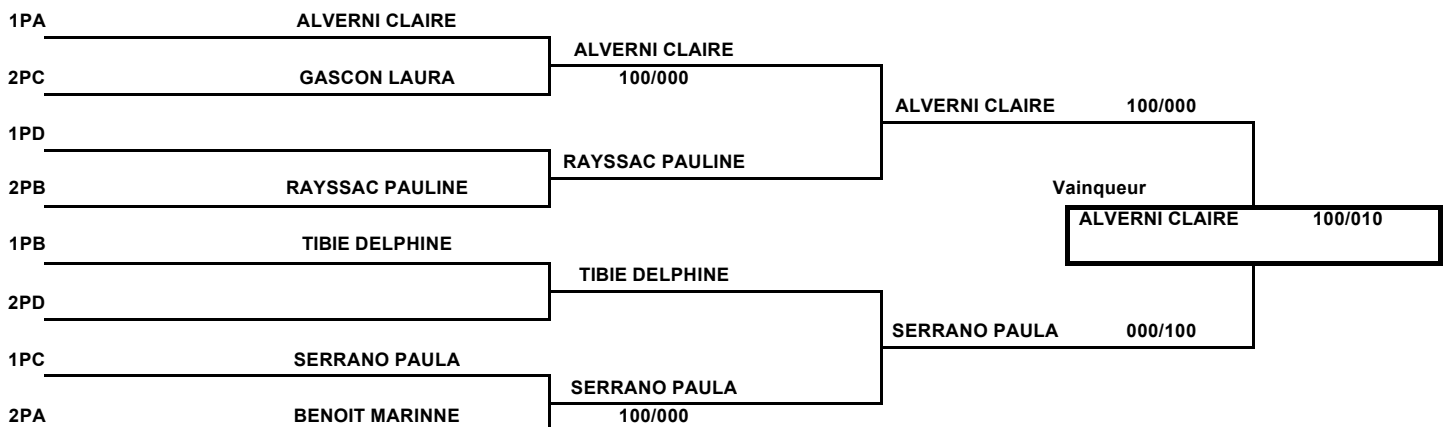 1PA ALVERNI CLAIRE
ALVERNI CLAIRE
2PC GASCON LAURA 100/000
ALVERNI CLAIRE 100/000
1PD
RAYSSAC PAULINE
2PB RAYSSAC PAULINE Vainqueur
ALVERNI CLAIRE 100/010
1PB TIBIE DELPHINE
TIBIE DELPHINE
2PD
SERRANO PAULA 000/100
1PC SERRANO PAULA
SERRANO PAULA
2PA BENOIT MARINNE 100/000